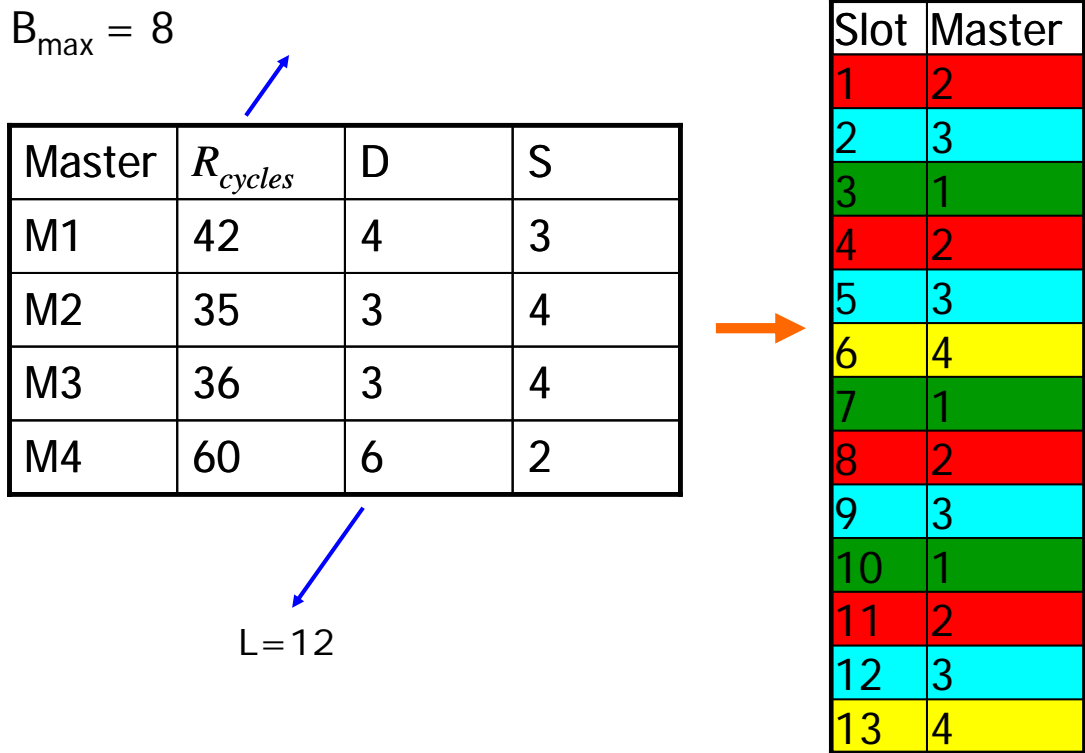 B_max = 8
Master R_cycles D S
M1 42 4 3
M2 35 3 4
M3 36 3 4
M4 60 6 2
L=12
Slot Master
1 2
2 3
3 1
4 2
5 3
6 4
7 1
8 2
9 3
10 1
11 2
12 3
13 4